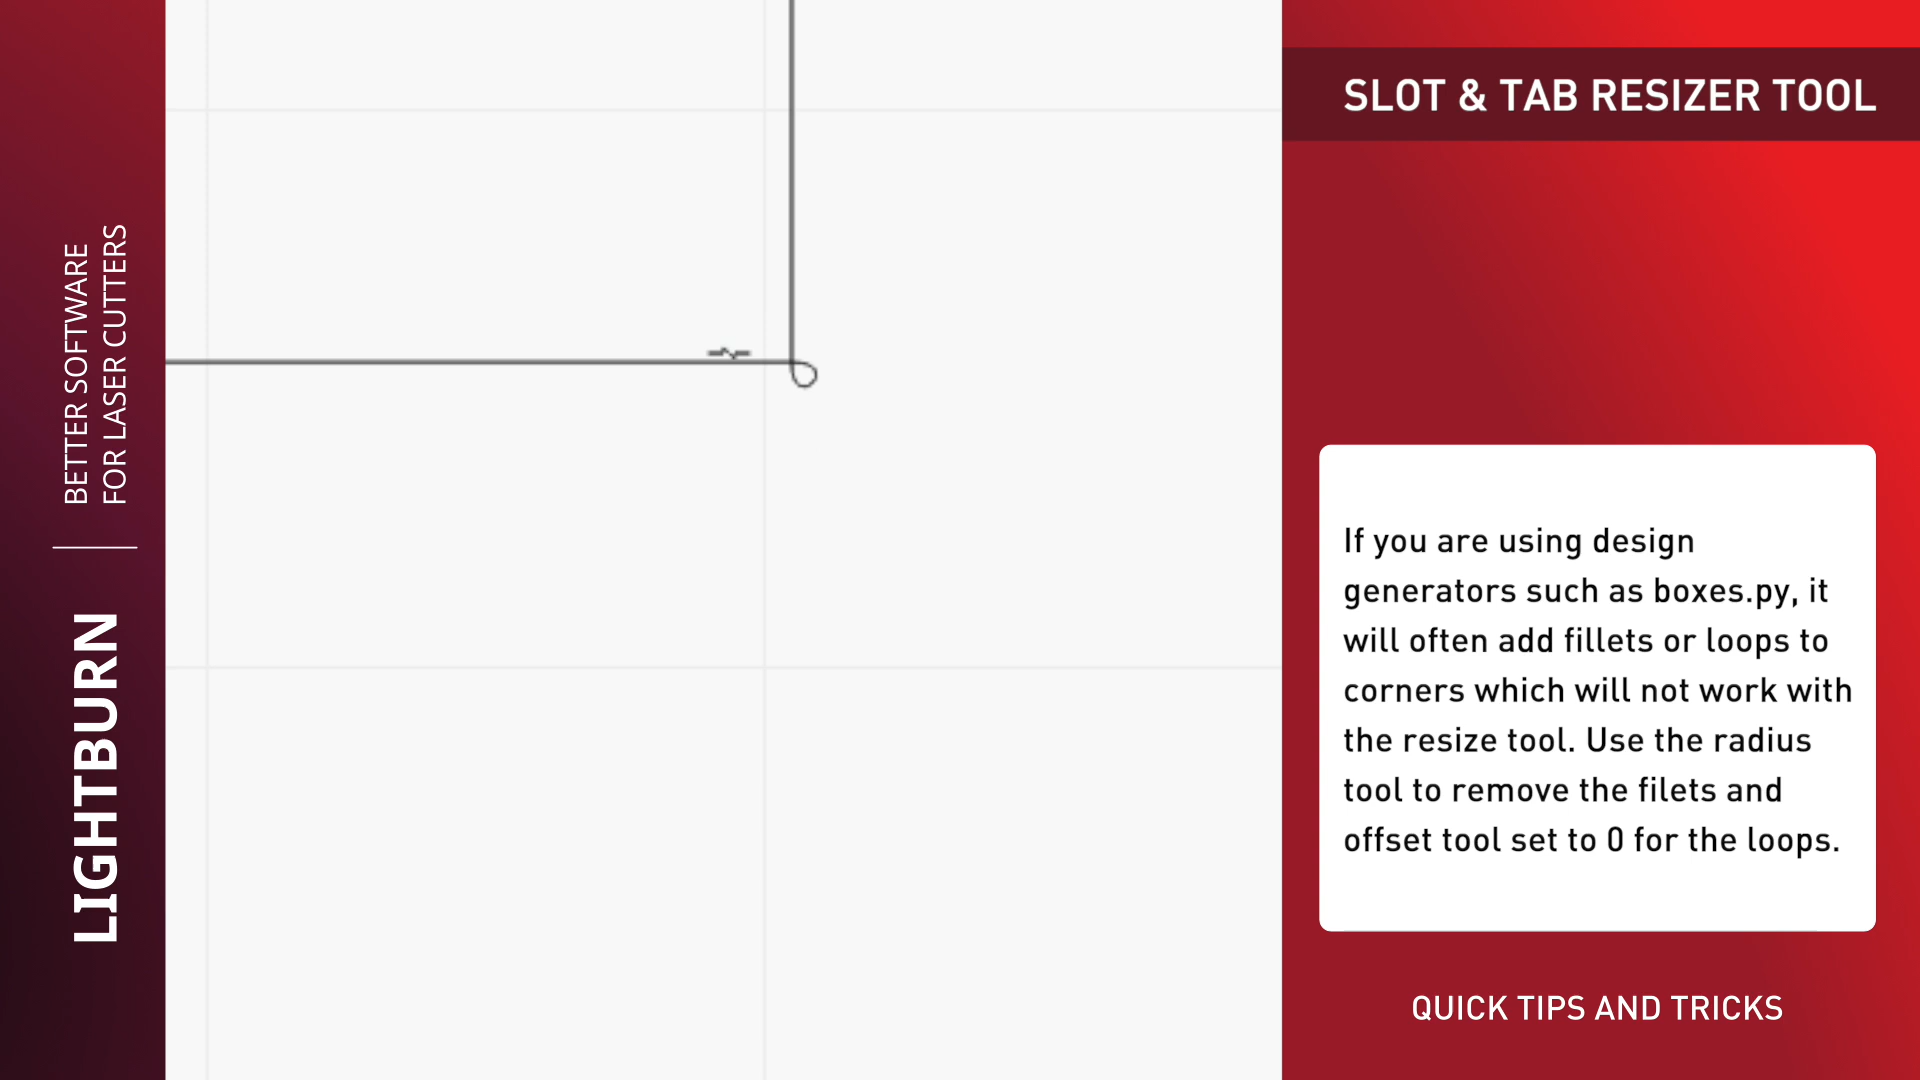 BETTER SOFTWARE
FOR LASER CUTTERS
LIGHTBURN
SLOT & TAB RESIZER TOOL
If you are using design
generators such as boxes.py, it
will often add fillets or loops to
corners which will not work with
the resize tool. Use the radius
tool to remove the filets and
offset tool set to 0 for the loops.
QUICK TIPS AND TRICKS